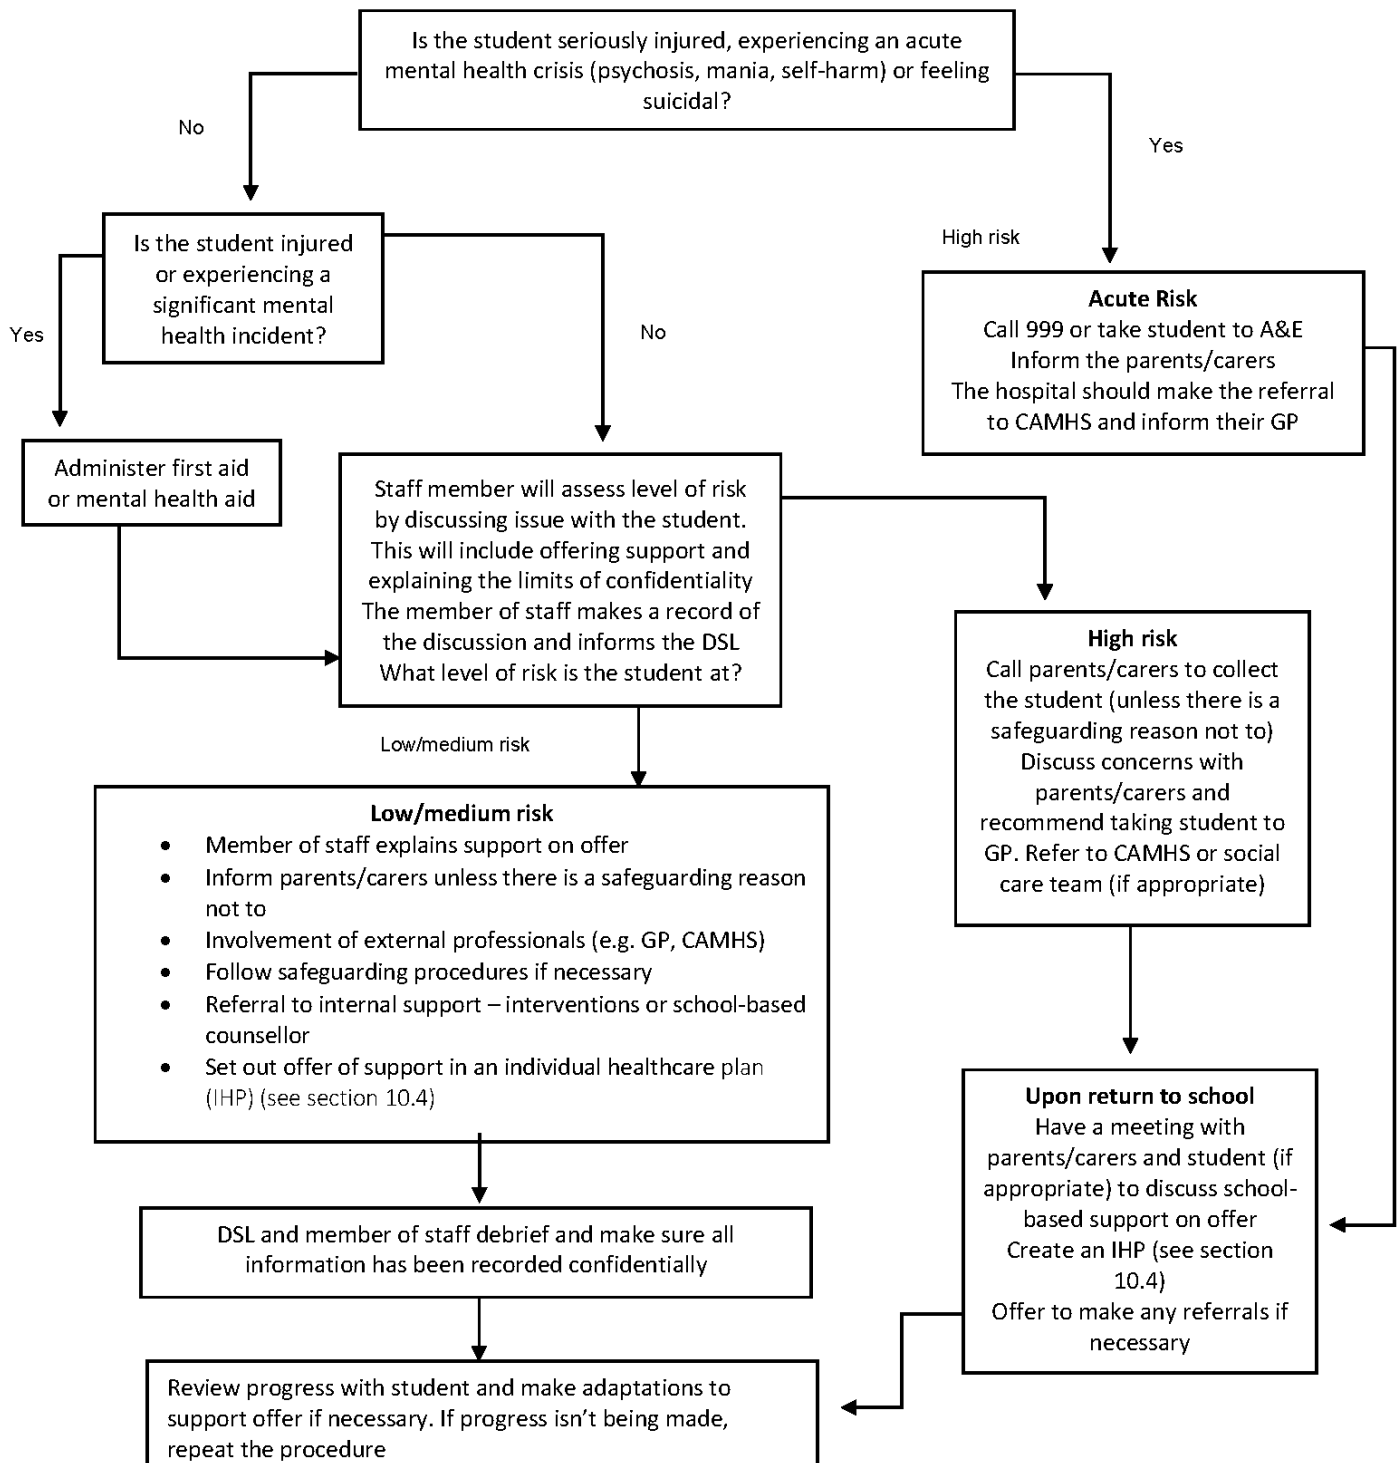 Is the student seriously injured, experiencing an acute
mental health crisis (psychosis, mania, self-harm) or feeling
suicidal?
No
Yes
Is the student injured
or experiencing a
significant mental
health incident?
Yes
No
High risk
Acute Risk
Call 999 or take student to A&E
Inform the parents/carers
The hospital should make the referral
to CAMHS and inform their GP
Administer first aid
or mental health aid
Staff member will assess level of risk
by discussing issue with the student.
This will include offering support and
explaining the limits of confidentiality
The member of staff makes a record of
the discussion and informs the DSL
What level of risk is the student at?
High risk
Call parents/carers to collect
the student (unless there is a
safeguarding reason not to)
Discuss concerns with
parents/carers and
recommend taking student to
GP. Refer to CAMHS or social
care team (if appropriate)
Low/medium risk
Low/medium risk
• Member of staff explains support on offer
• Inform parents/carers unless there is a safeguarding reason
not to
• Involvement of external professionals (e.g. GP, CAMHS)
• Follow safeguarding procedures if necessary
• Referral to internal support – interventions or school-based
counsellor
• Set out offer of support in an individual healthcare plan
(IHP) (see section 10.4)
Upon return to school
Have a meeting with
parents/carers and student (if
appropriate) to discuss school-
based support on offer
Create an IHP (see section
10.4)
Offer to make any referrals if
necessary
DSL and member of staff debrief and make sure all
information has been recorded confidentially
Review progress with student and make adaptations to
support offer if necessary. If progress isn't being made,
repeat the procedure